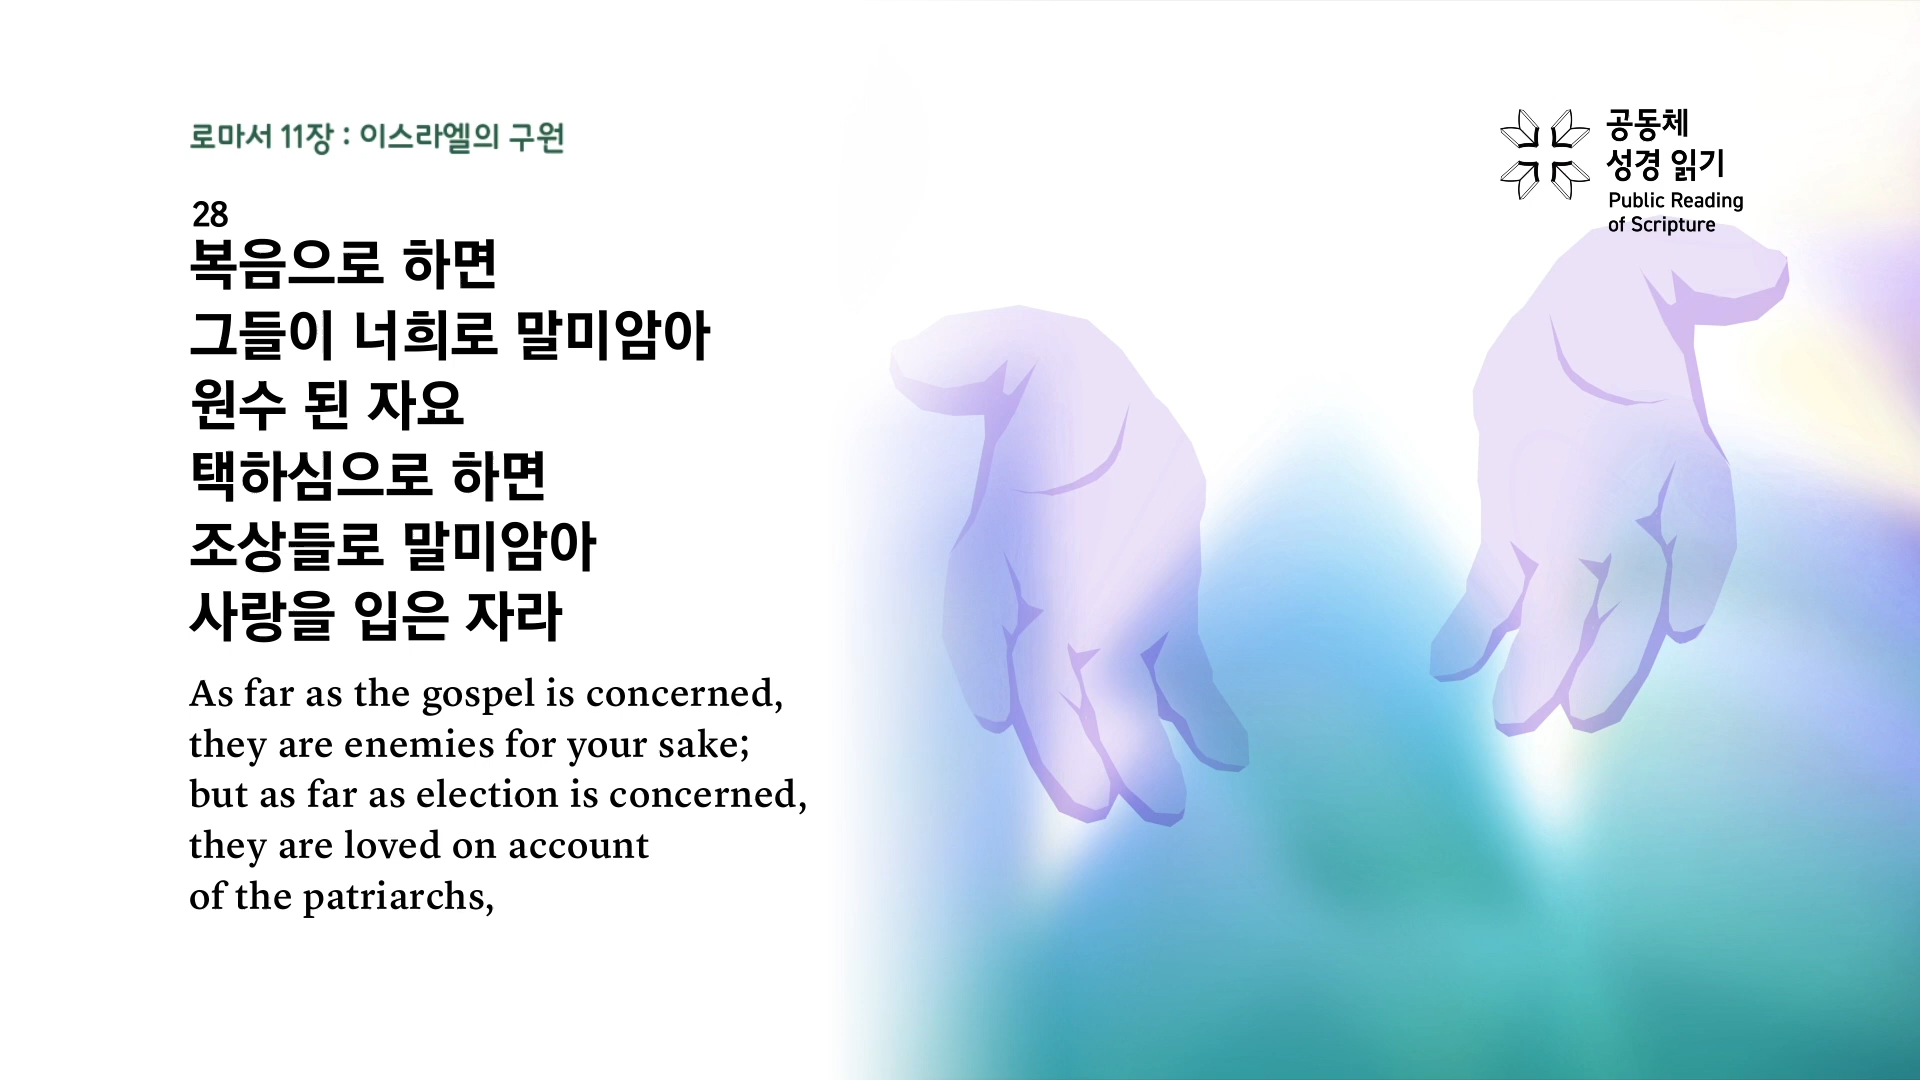 로마서 11장 : 이스라엘의 구원
28
복음으로 하면
그들이 너희로 말미암아
원수 된 자요
택하심으로 하면
조상들로 말미암아
사랑을 입은 자라
As far as the gospel is concerned,
they are enemies for your sake;
but as far as election is concerned,
they are loved on account
of the patriarchs,
공동체
성경 읽기
Public Reading
of Scripture